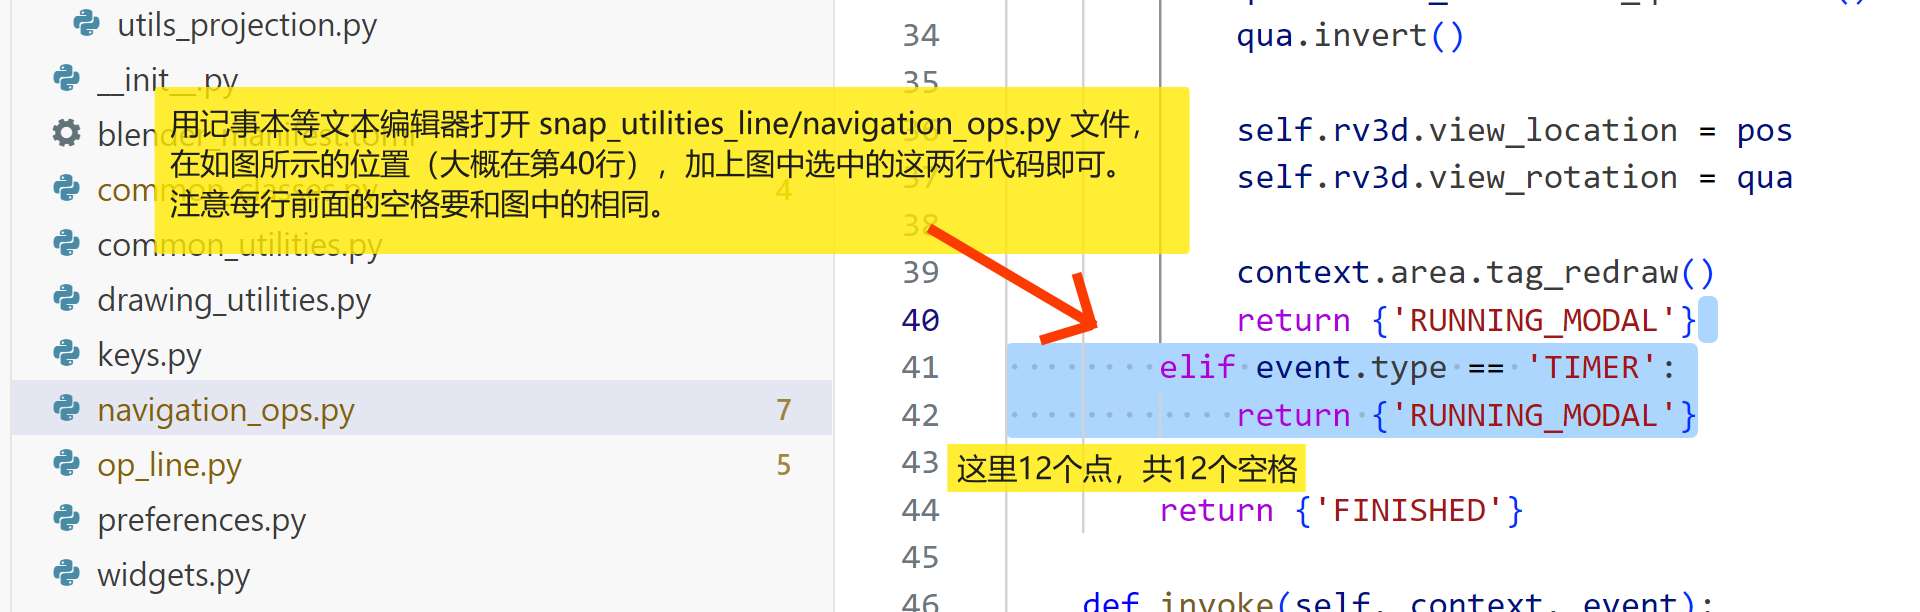 utils_projection.py
__init__.py
blender_manifest.toml
common_classes.py 4
common_utilities.py
drawing_utilities.py
keys.py
navigation_ops.py 7
op_line.py 5
preferences.py
widgets.py
用记事本等文本编辑器打开 snap_utilities_line/navigation_ops.py 文件，
在如图所示的位置（大概在第40行），加上图中选中的这两行代码即可。
注意每行前面的空格要和图中的相同。
34 qua.invert()
35
36 self.rv3d.view_location = pos
37 self.rv3d.view_rotation = qua
38
39 context.area.tag_redraw()
40 return {'RUNNING_MODAL'}
41 elif event.type == 'TIMER':
42 return {'RUNNING_MODAL'}
43
这里12个点，共12个空格
44 return {'FINISHED'}
45
46 def invoke(self, context, event):